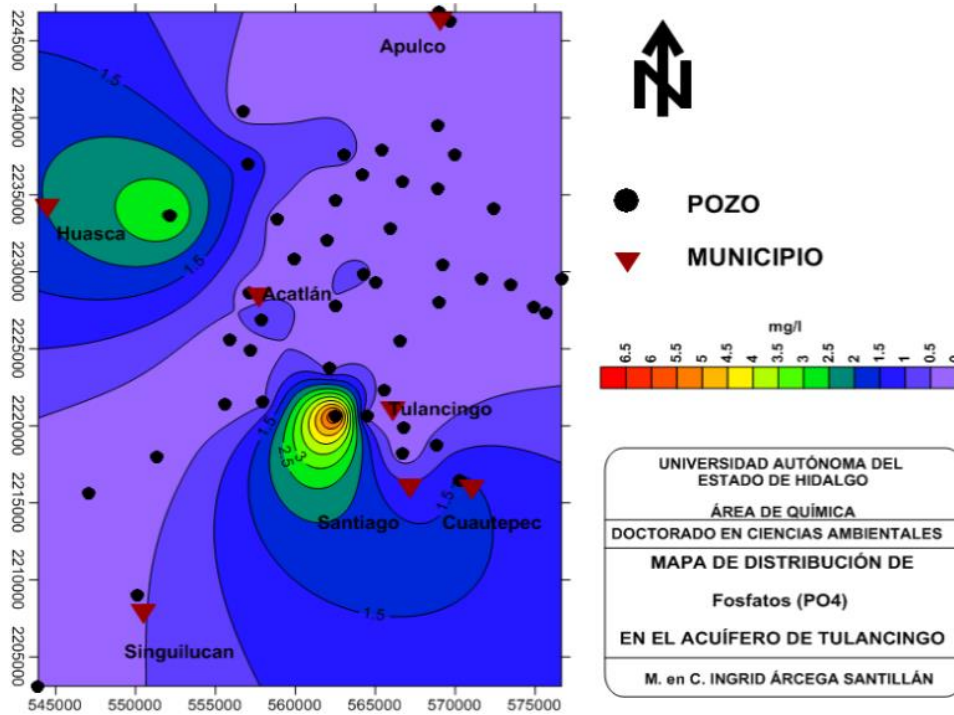 2245000
2240000
2235000
2230000
2225000
2220000
2215000
2210000
2205000
545000 550000 555000 560000 565000 570000 575000
Apulco
1.5
Huasca
1.5
Acatlán
Tulancingo
1.5
3
2.5
1.5
Santiago
Cuautepec
1.5
Singuilucan
N
POZO
MUNICIPIO
mg/l
6.5 6 5.5 5 4.5 4 3.5 3 2.5 2 1.5 1 0.5 0
UNIVERSIDAD AUTÓNOMA DEL
ESTADO DE HIDALGO
ÁREA DE QUÍMICA
DOCTORADO EN CIENCIAS AMBIENTALES
MAPA DE DISTRIBUCIÓN DE
Fosfatos (PO4)
EN EL ACUÍFERO DE TULANCINGO
M. en C. INGRID ÁRCEGA SANTILLÁN